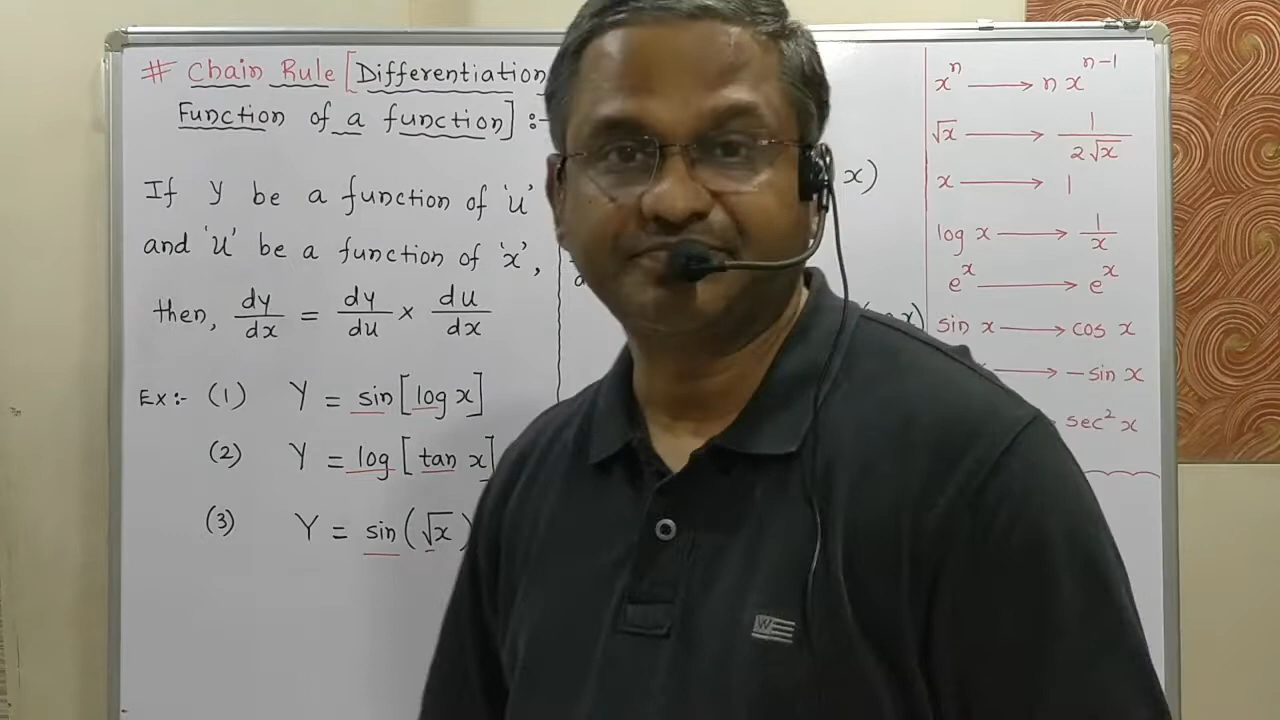 # Chain Rule [Differentiation
Function of a function] :-
If y be a function of 'u'
and 'u' be a function of 'x',
then, dy/dx = dy/du × du/dx
Ex:- (1) Y = sin[log x]
(2) Y = log[tan x]
(3) Y = sin(√x)
x)
x)
x^n → n x^(n-1)
√x → 1/(2√x)
x → 1
log x → 1/x
e^x → e^x
sin x → cos x
→ -sin x
sec² x
W